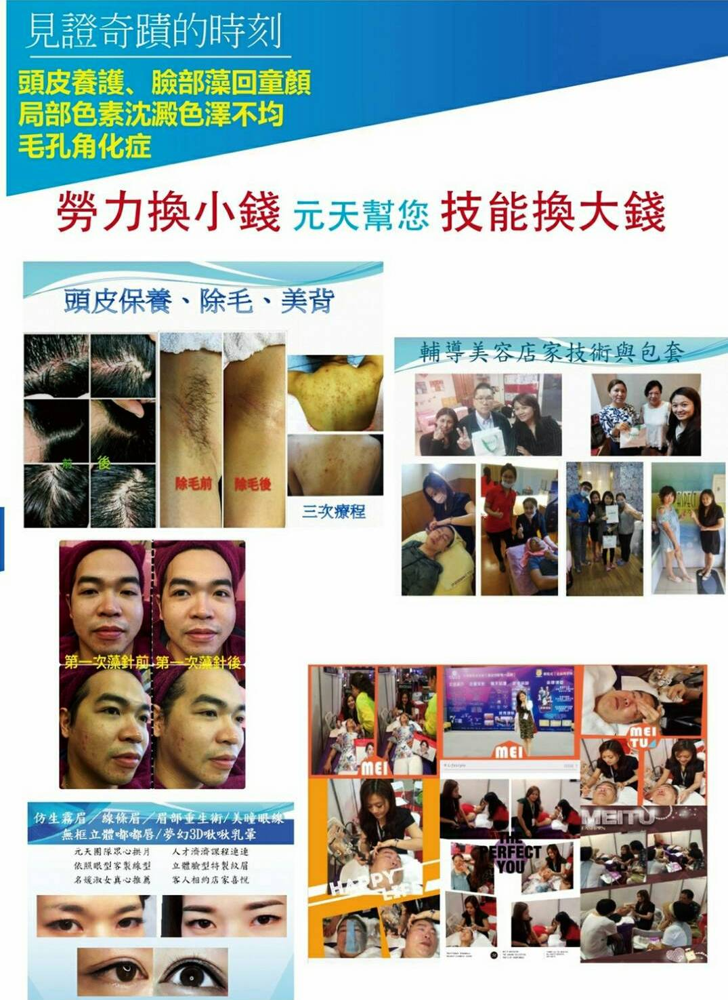 見證奇蹟的時刻
頭皮養護、臉部藻回童顏
局部色素沈澱色澤不均
毛孔角化症
勞力換小錢 元天幫您 技能換大錢
頭皮保養、除毛、美背
前
後
除毛前
除毛後
三次療程
輔導美容店家技術與包套
第一次藻針前
第一次藻針後
MEI
MEI
MEI
TU
HAPPY
LIFE
THE
PERFECT
YOU
MEITU
FASHION
仿生霧眉／線條眉／眉部重生術/美瞳眼線
無框立體嘟嘟唇/夢幻3D啾啾乳暈
元天團隊眾心拱月 人才濟濟課程連連
依照眼型客製線型 立體臉型特製紋眉
名媛淑女真心推薦 客人相約店家喜悅